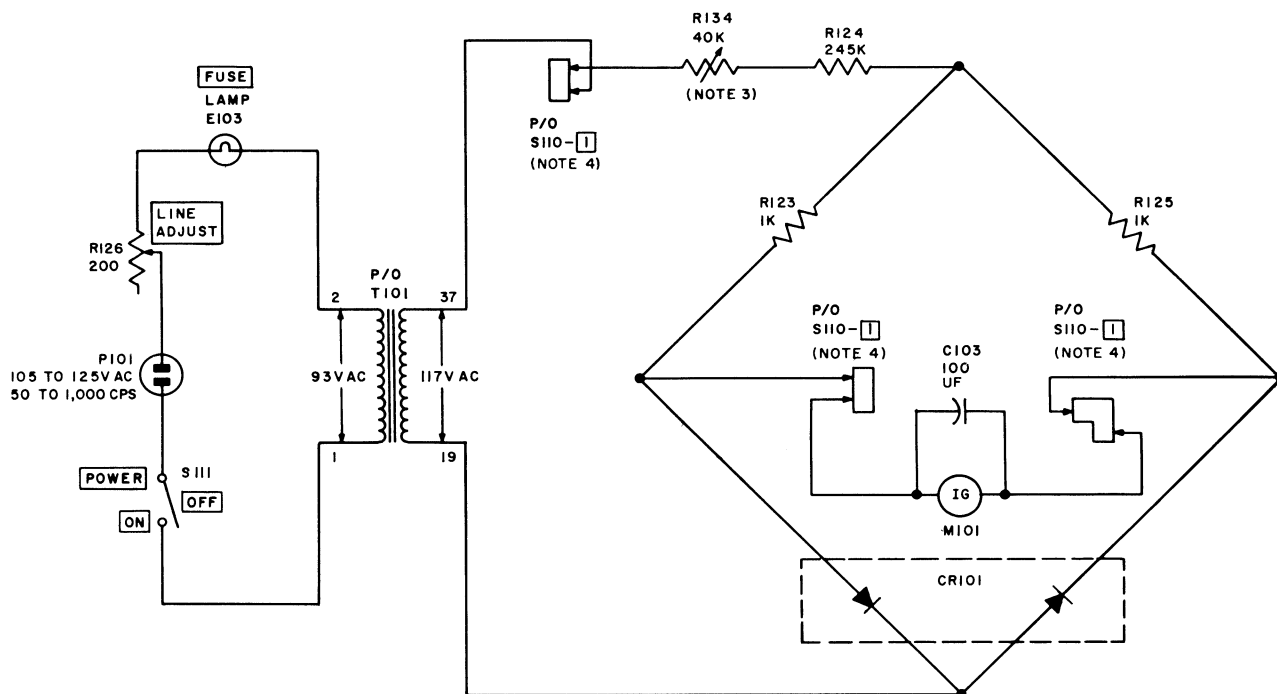 FUSE
LAMP
E103
LINE
ADJUST
R126
200
P101
105 TO 125V AC
50 TO 1,000 CPS
POWER
S111
OFF
ON
P/O
T101
2
37
93V AC
117V AC
1
19
P/O
S110-1
(NOTE 4)
R134
40K
(NOTE 3)
R124
245K
R123
1K
R125
1K
P/O
S110-1
(NOTE 4)
C103
100
UF
P/O
S110-1
(NOTE 4)
IG
M101
CR101